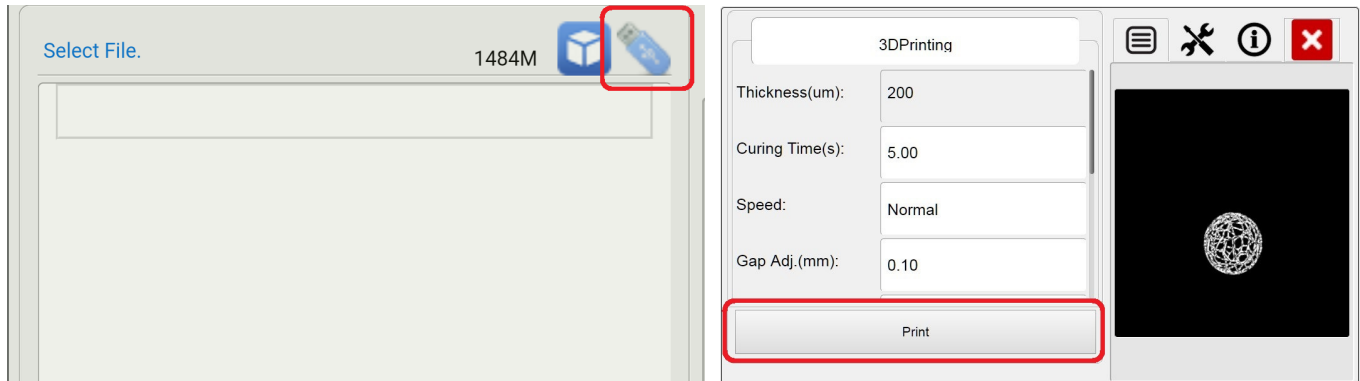 Select File.
1484M
3DPrinting
Thickness(um): 200
Curing Time(s): 5.00
Speed: Normal
Gap Adj.(mm): 0.10
Print